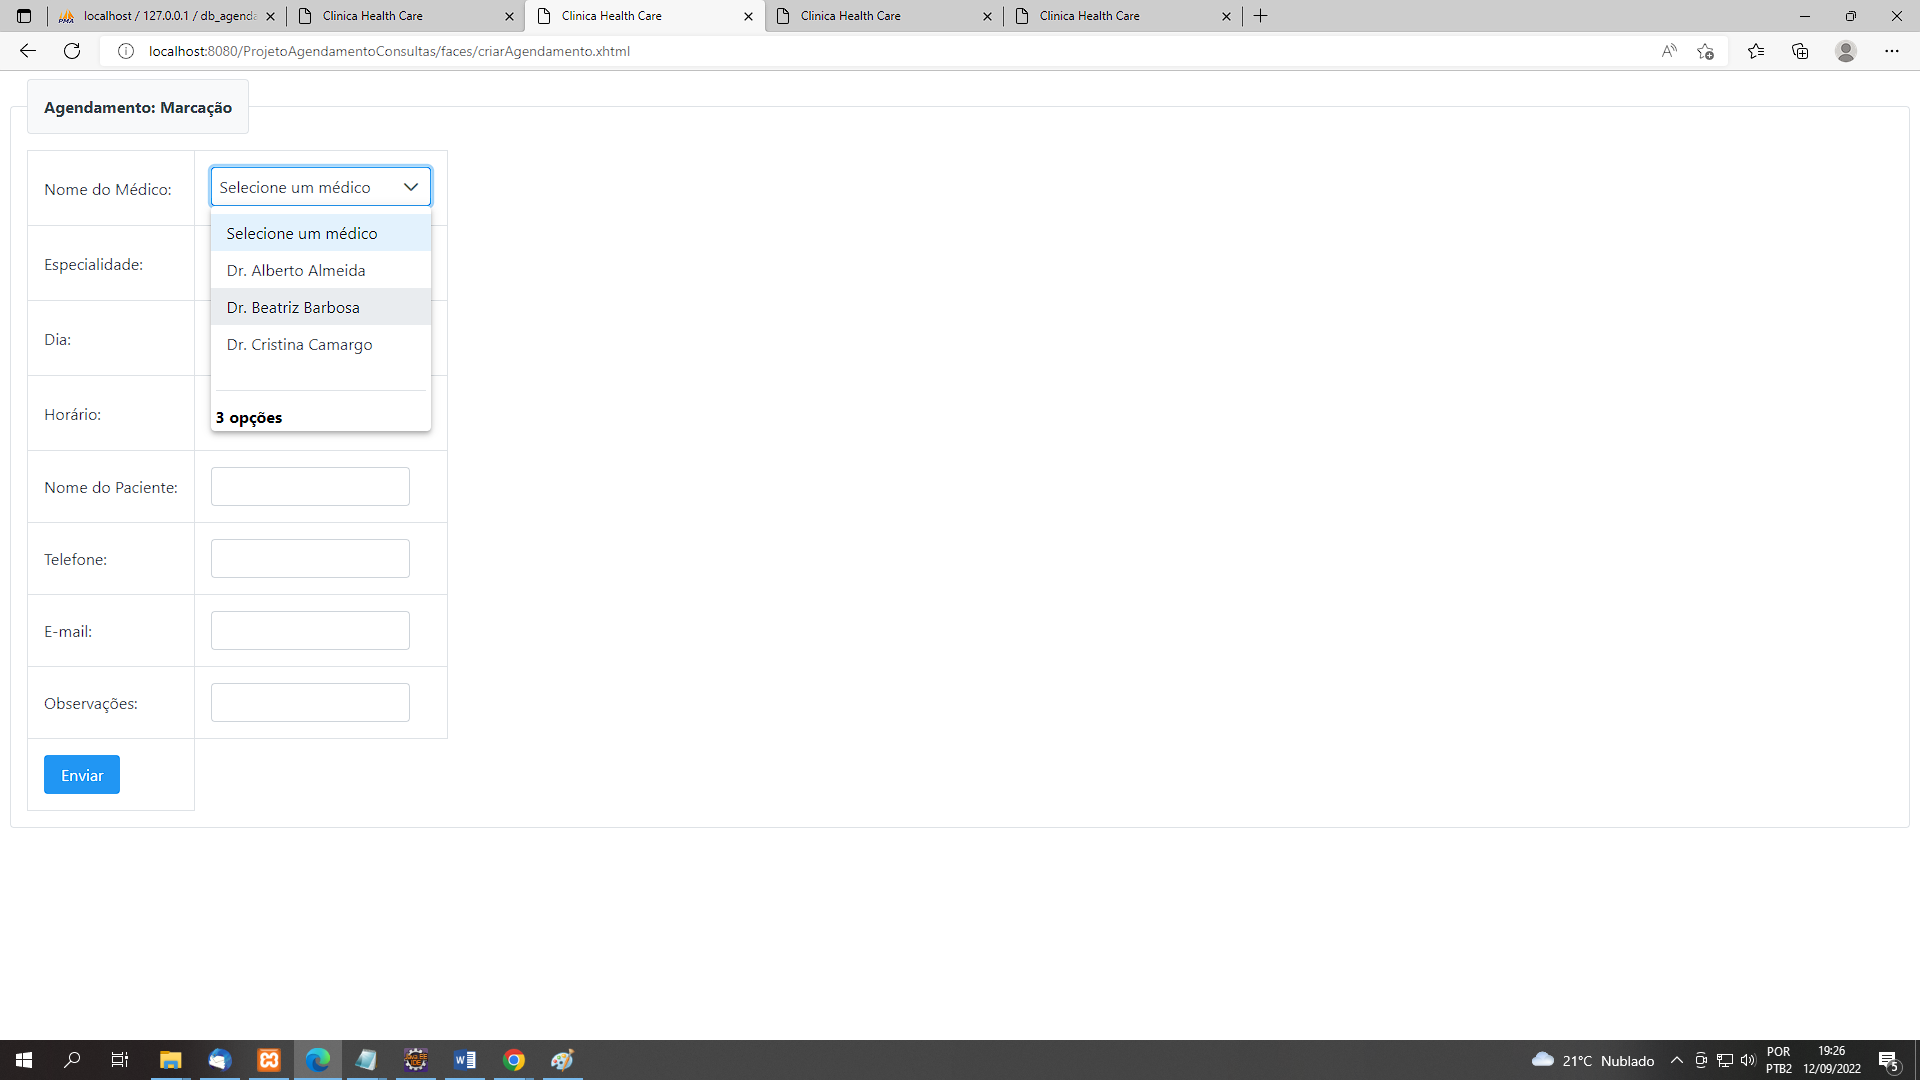 localhost / 127.0.0.1 / db_agenda
Clinica Health Care
Clinica Health Care
Clinica Health Care
Clinica Health Care
localhost:8080/ProjetoAgendamentoConsultas/faces/criarAgendamento.xhtml
Agendamento: Marcação
Nome do Médico:
Selecione um médico
Selecione um médico
Dr. Alberto Almeida
Dr. Beatriz Barbosa
Dr. Cristina Camargo
3 opções
Especialidade:
Dia:
Horário:
Nome do Paciente:
Telefone:
E-mail:
Observações:
Enviar
21°C Nublado
POR
PTB2
19:26
12/09/2022
5